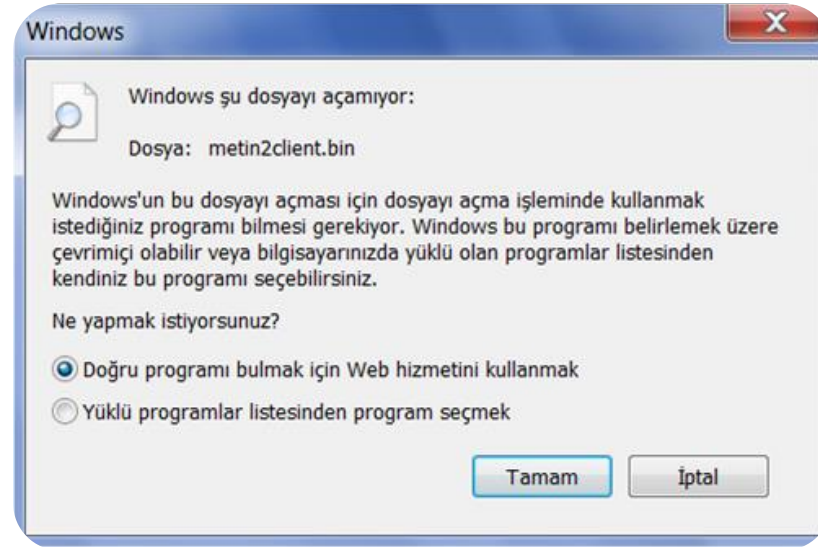 Windows
Windows şu dosyayı açamıyor:
Dosya: metin2client.bin
Windows'un bu dosyayı açması için dosyayı açma işleminde kullanmak
istediğiniz programı bilmesi gerekiyor. Windows bu programı belirlemek üzere
çevrimiçi olabilir veya bilgisayarınızda yüklü olan programlar listesinden
kendiniz bu programı seçebilirsiniz.
Ne yapmak istiyorsunuz?
Doğru programı bulmak için Web hizmetini kullanmak
Yüklü programlar listesinden program seçmek
Tamam
İptal